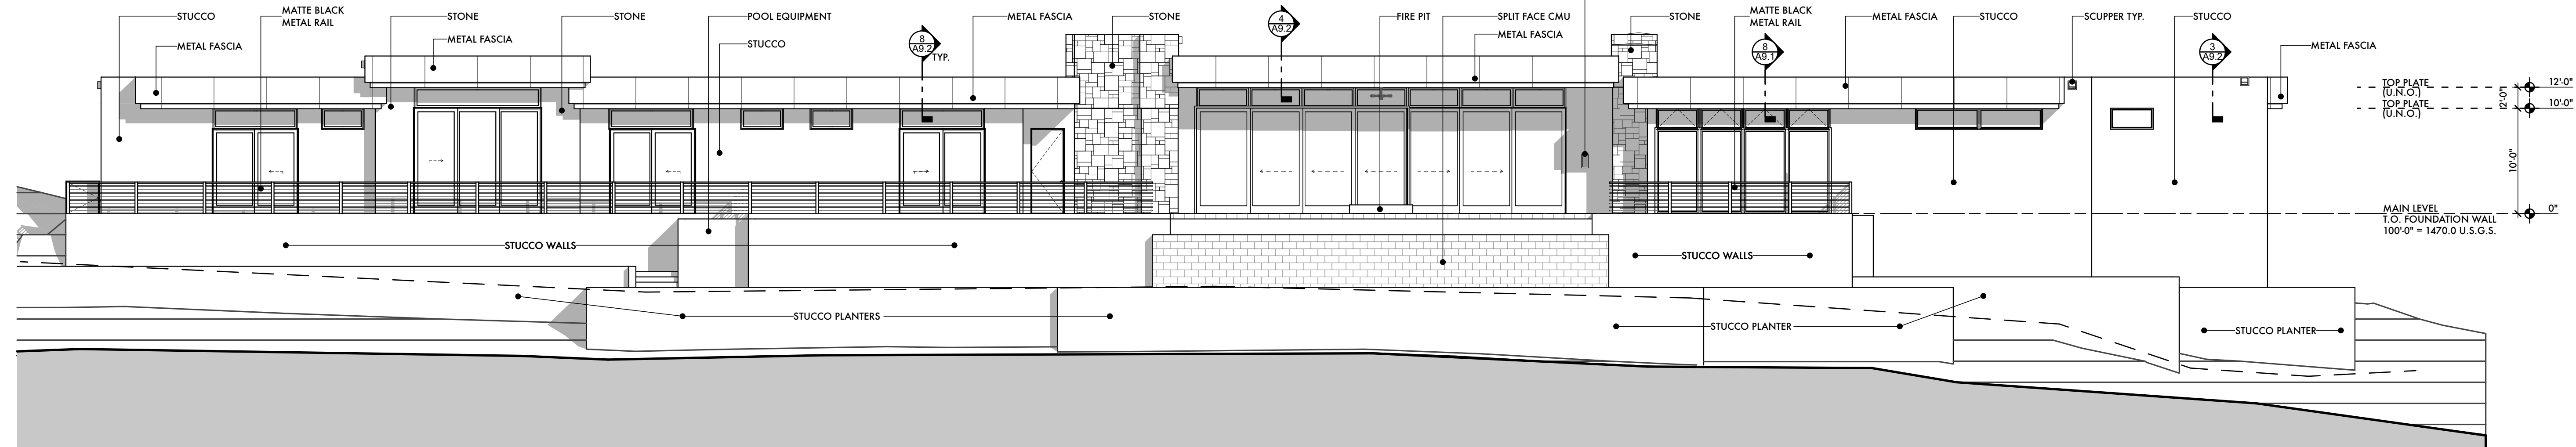 STUCCO
METAL FASCIA
MATTE BLACK
METAL RAIL
STONE
METAL FASCIA
STONE
POOL EQUIPMENT
STUCCO
8
A9.2
TYP.
METAL FASCIA
STONE
4
A9.2
FIRE PIT
SPLIT FACE CMU
METAL FASCIA
STONE
MATTE BLACK
METAL RAIL
8
A9.1
METAL FASCIA
STUCCO
SCUPPER TYP.
STUCCO
3
A9.2
METAL FASCIA
TOP PLATE
(U.N.O.)
12'-0"
TOP PLATE
(U.N.O.)
10'-0"
12'-0"
10'-0"
MAIN LEVEL
T.O. FOUNDATION WALL
100'-0" = 1470.0 U.S.G.S.
0"
STUCCO WALLS
STUCCO WALLS
STUCCO PLANTERS
STUCCO PLANTER
STUCCO PLANTER